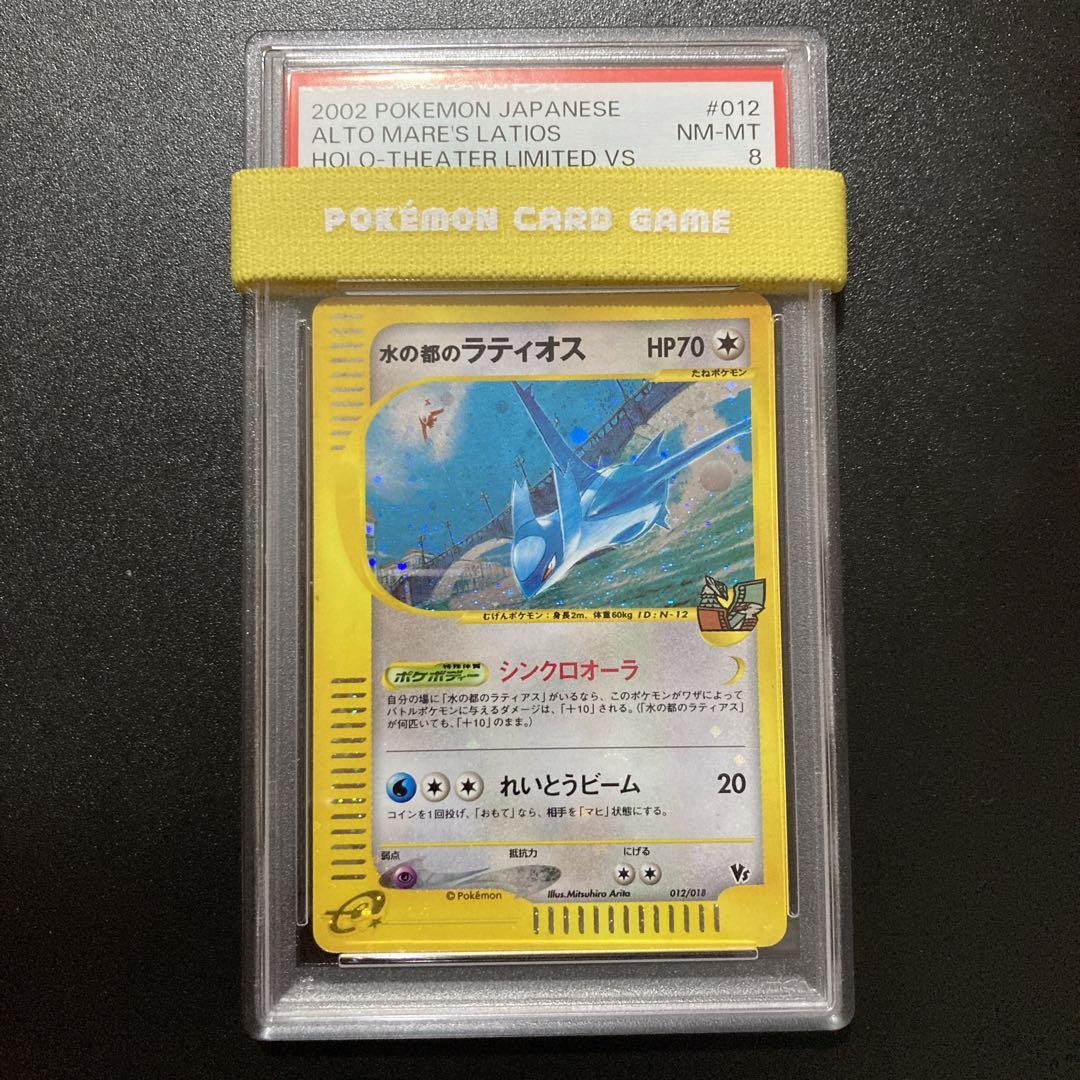 2002 POKEMON JAPANESE #012
ALTO MARE'S LATIOS NM-MT
HOLO-THEATER LIMITED VS 8
POKÉMON CARD GAME
水の都のラティオス HP70
たねポケモン
むげんポケモン：身長2m、体重60kg ID：N-12
特殊体質
ポケボディー シンクロオーラ
自分の場に「水の都のラティアス」がいるなら、このポケモンがワザによって
バトルポケモンに与えるダメージは、「＋10」される。（「水の都のラティアス」
が何匹いても、「＋10」のまま。）
れいとうビーム 20
コインを1回投げ、「おもて」なら、相手を「マヒ」状態にする。
弱点 抵抗力 にげる
VS
©Pokémon Illus.Mitsuhiro Arita 012/018
e